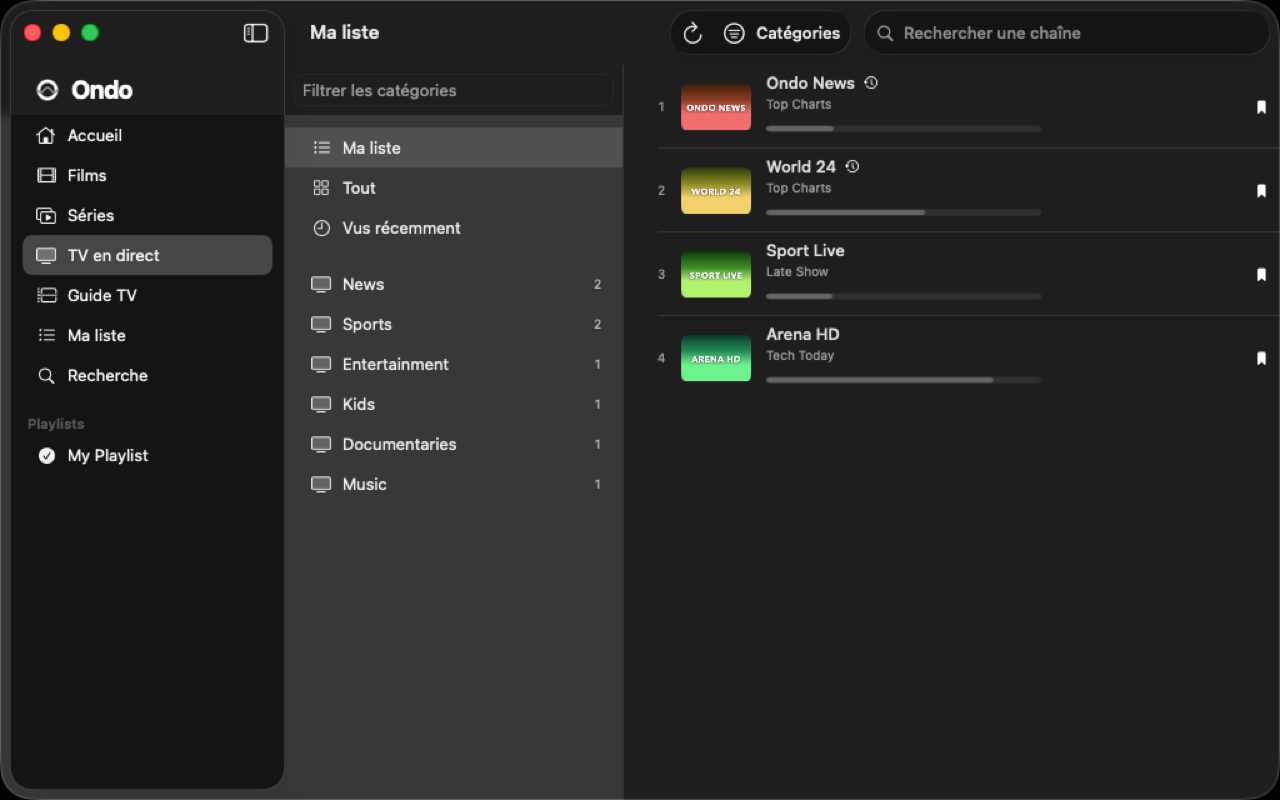 Ondo
Accueil
Films
Séries
TV en direct
Guide TV
Ma liste
Recherche
Playlists
My Playlist
Ma liste
Filtrer les catégories
Ma liste
Tout
Vus récemment
News 2
Sports 2
Entertainment 1
Kids 1
Documentaries 1
Music 1
Catégories
Rechercher une chaîne
1
ONDO NEWS
Ondo News
Top Charts
2
WORLD 24
World 24
Top Charts
3
SPORT LIVE
Sport Live
Late Show
4
ARENA HD
Arena HD
Tech Today